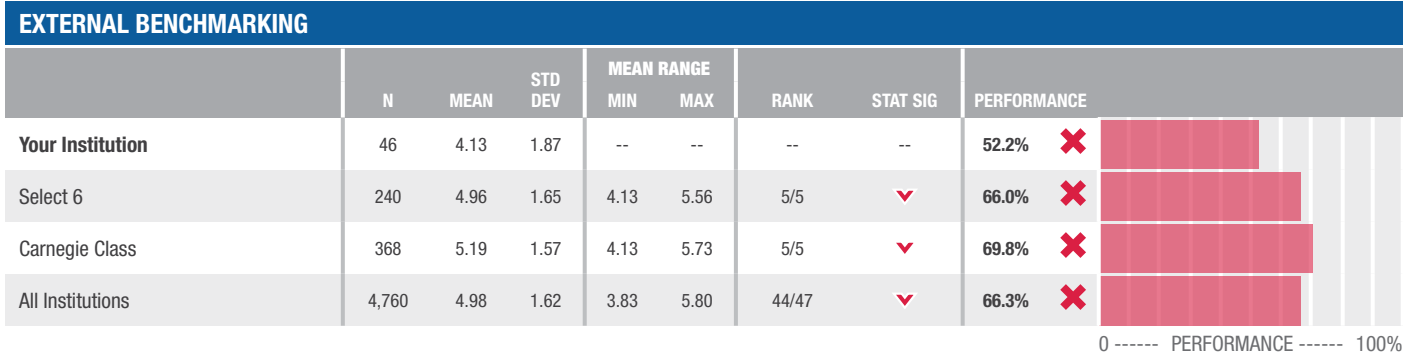 EXTERNAL BENCHMARKING
N MEAN STD DEV MEAN RANGE MIN MAX RANK STAT SIG PERFORMANCE
Your Institution 46 4.13 1.87 -- -- -- -- 52.2%
Select 6 240 4.96 1.65 4.13 5.56 5/5 66.0%
Carnegie Class 368 5.19 1.57 4.13 5.73 5/5 69.8%
All Institutions 4,760 4.98 1.62 3.83 5.80 44/47 66.3%
0 ------ PERFORMANCE ------ 100%